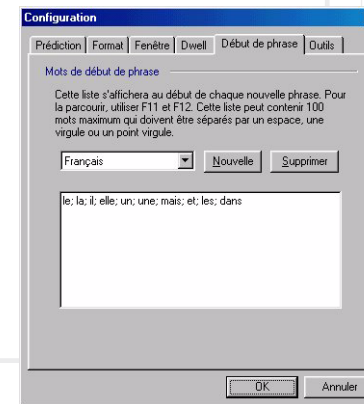 Configuration
Prédiction Format Fenêtre Dwell Début de phrase Outils
Mots de début de phrase
Cette liste s'affichera au début de chaque nouvelle phrase. Pour
la parcourir, utiliser F11 et F12. Cette liste peut contenir 100
mots maximum qui doivent être séparés par un espace, une
virgule ou un point virgule.
Français Nouvelle Supprimer
le; la; il; elle; un; une; mais; et; les; dans
OK Annuler